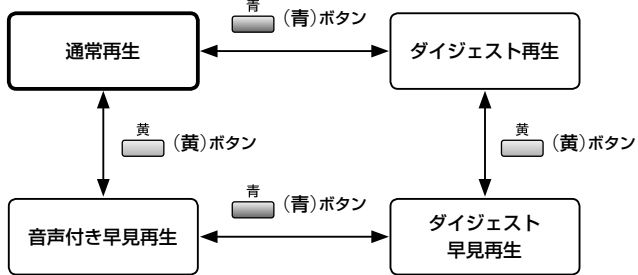 青
(青)ボタン
通常再生
ダイジェスト再生
黄
(黄)ボタン
黄
(黄)ボタン
青
(青)ボタン
音声付き早見再生
ダイジェスト
早見再生